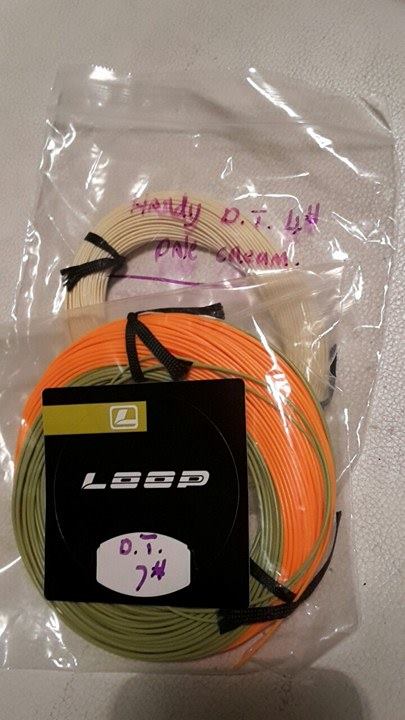 Hardy D.T. 4#
pale cream.
L
LOOP
D.T.
7#